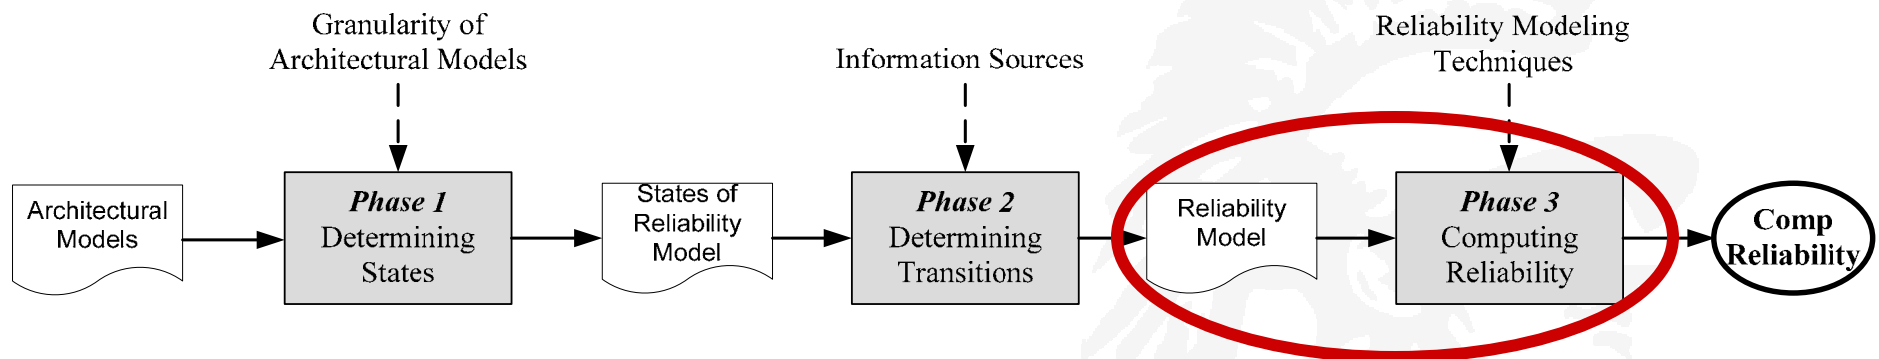 Granularity of
Architectural Models
Information Sources
Reliability Modeling
Techniques
Architectural
Models
Phase 1
Determining
States
States of
Reliability
Model
Phase 2
Determining
Transitions
Reliability
Model
Phase 3
Computing
Reliability
Comp
Reliability